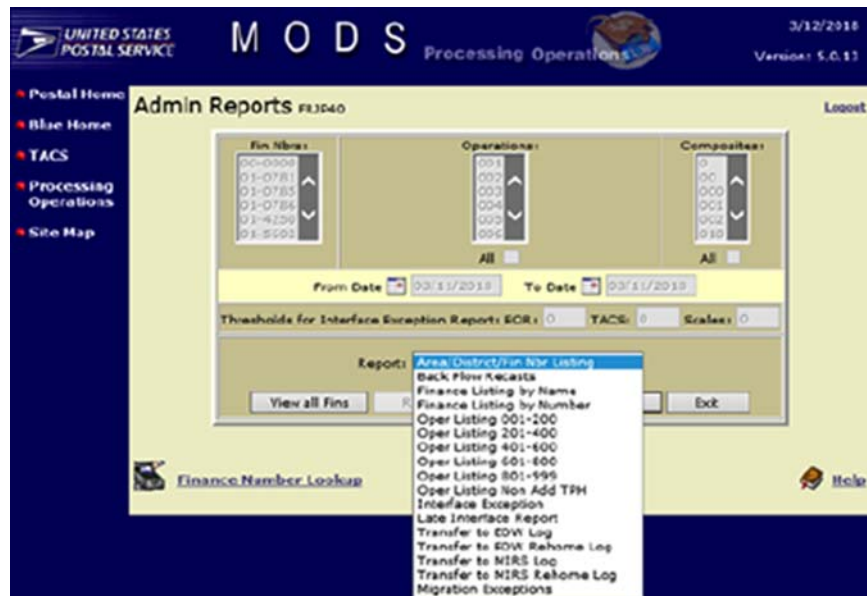 UNITED STATES
POSTAL SERVICE
M O D S Processing Operations
3/12/2018
Version: 5.0.13
Postal Home
Blue Home
TACS
Processing
Operations
Site Map
Admin Reports
Logout
Fin Nbrs:
Operations:
Composites:
01-0781
01-0785
01-0786
01-4250
001
002
003
004
005
006
0
00
000
001
002
010
All
All
From Date 03/11/2018 To Date 03/11/2018
Thresholds for Interface Exception Report: EOR: 0 TACS: 0 Scales: 0
Report:
Area/District/Fin Nbr Listing
Back Flow Recasts
Finance Listing by Name
Finance Listing by Number
Oper Listing 001-200
Oper Listing 201-400
Oper Listing 401-600
Oper Listing 601-800
Oper Listing 801-999
Oper Listing Non Add TPH
Interface Exception
Late Interface Report
Transfer to EDW Log
Transfer to EDW Rehome Log
Transfer to NIRS Log
Transfer to NIRS Rehome Log
Migration Exceptions
View all Fins
R
Exit
Finance Number Lookup
Help